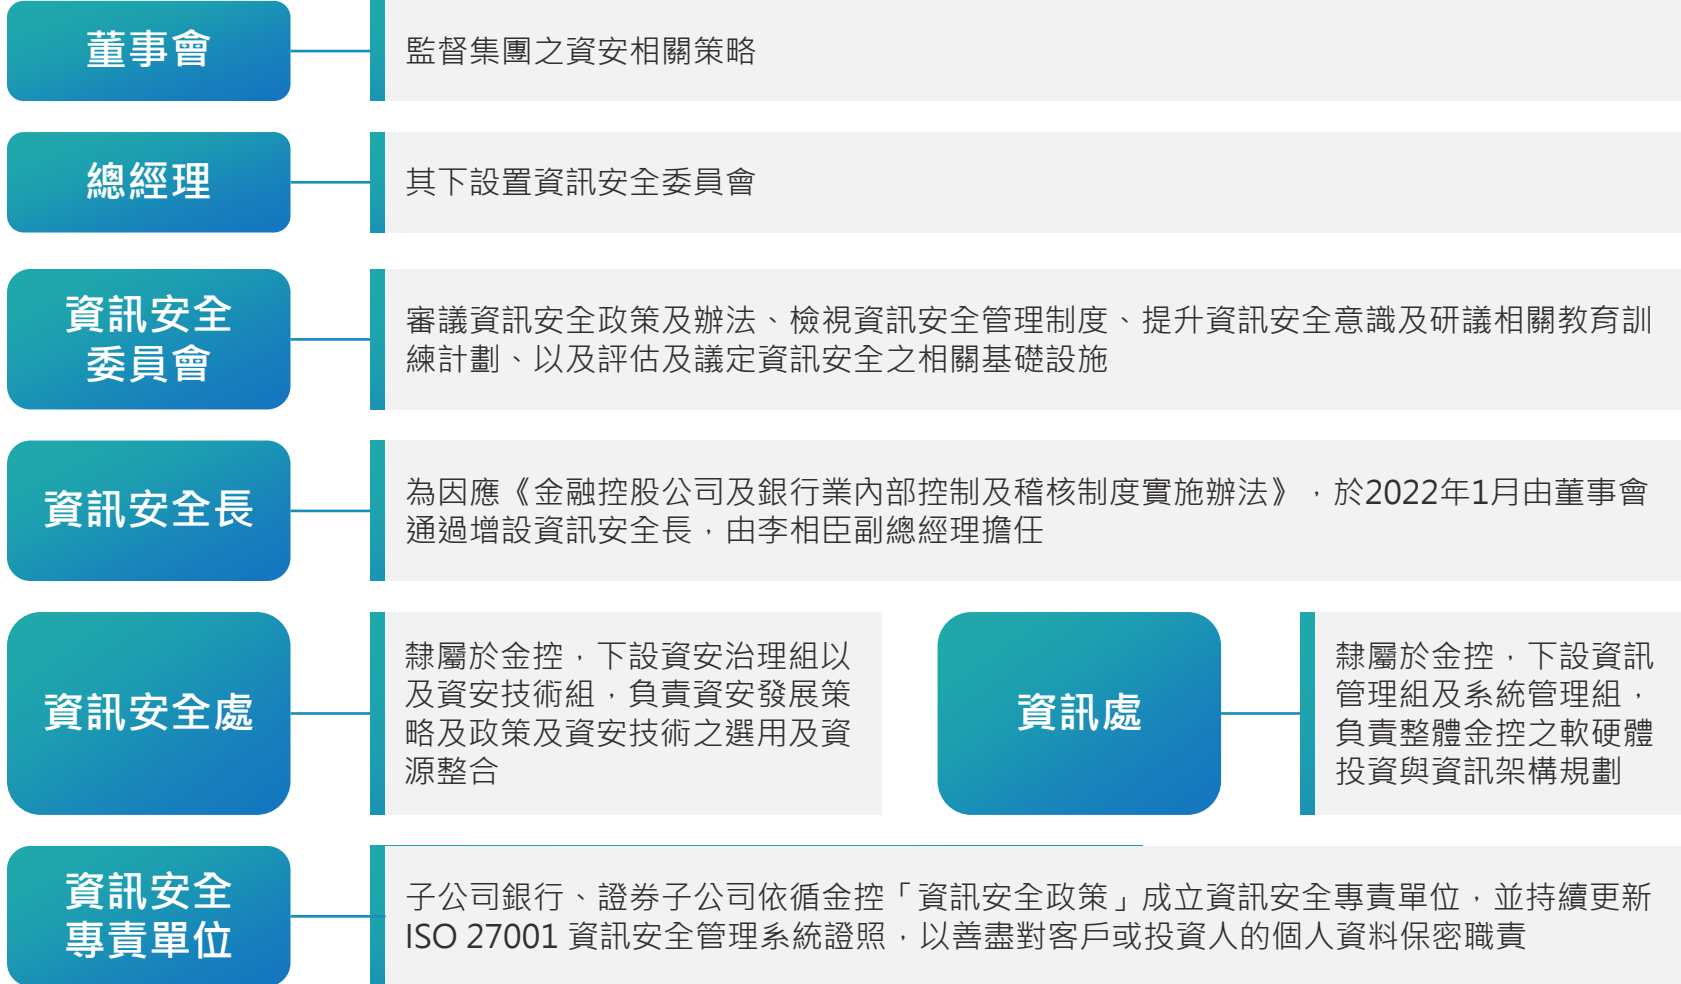 董事會
監督集團之資安相關策略
總經理
其下設置資訊安全委員會
資訊安全
委員會
審議資訊安全政策及辦法、檢視資訊安全管理制度、提升資訊安全意識及研議相關教育訓
練計劃、以及評估及議定資訊安全之相關基礎設施
資訊安全長
為因應《金融控股公司及銀行業內部控制及稽核制度實施辦法》，於2022年1月由董事會
通過增設資訊安全長，由李相臣副總經理擔任
資訊安全處
隸屬於金控，下設資安治理組以
及資安技術組，負責資安發展策
略及政策及資安技術之選用及資
源整合
資訊處
隸屬於金控，下設資訊
管理組及系統管理組，
負責整體金控之軟硬體
投資與資訊架構規劃
資訊安全
專責單位
子公司銀行、證券子公司依循金控「資訊安全政策」成立資訊安全專責單位，並持續更新
ISO 27001 資訊安全管理系統證照，以善盡對客戶或投資人的個人資料保密職責